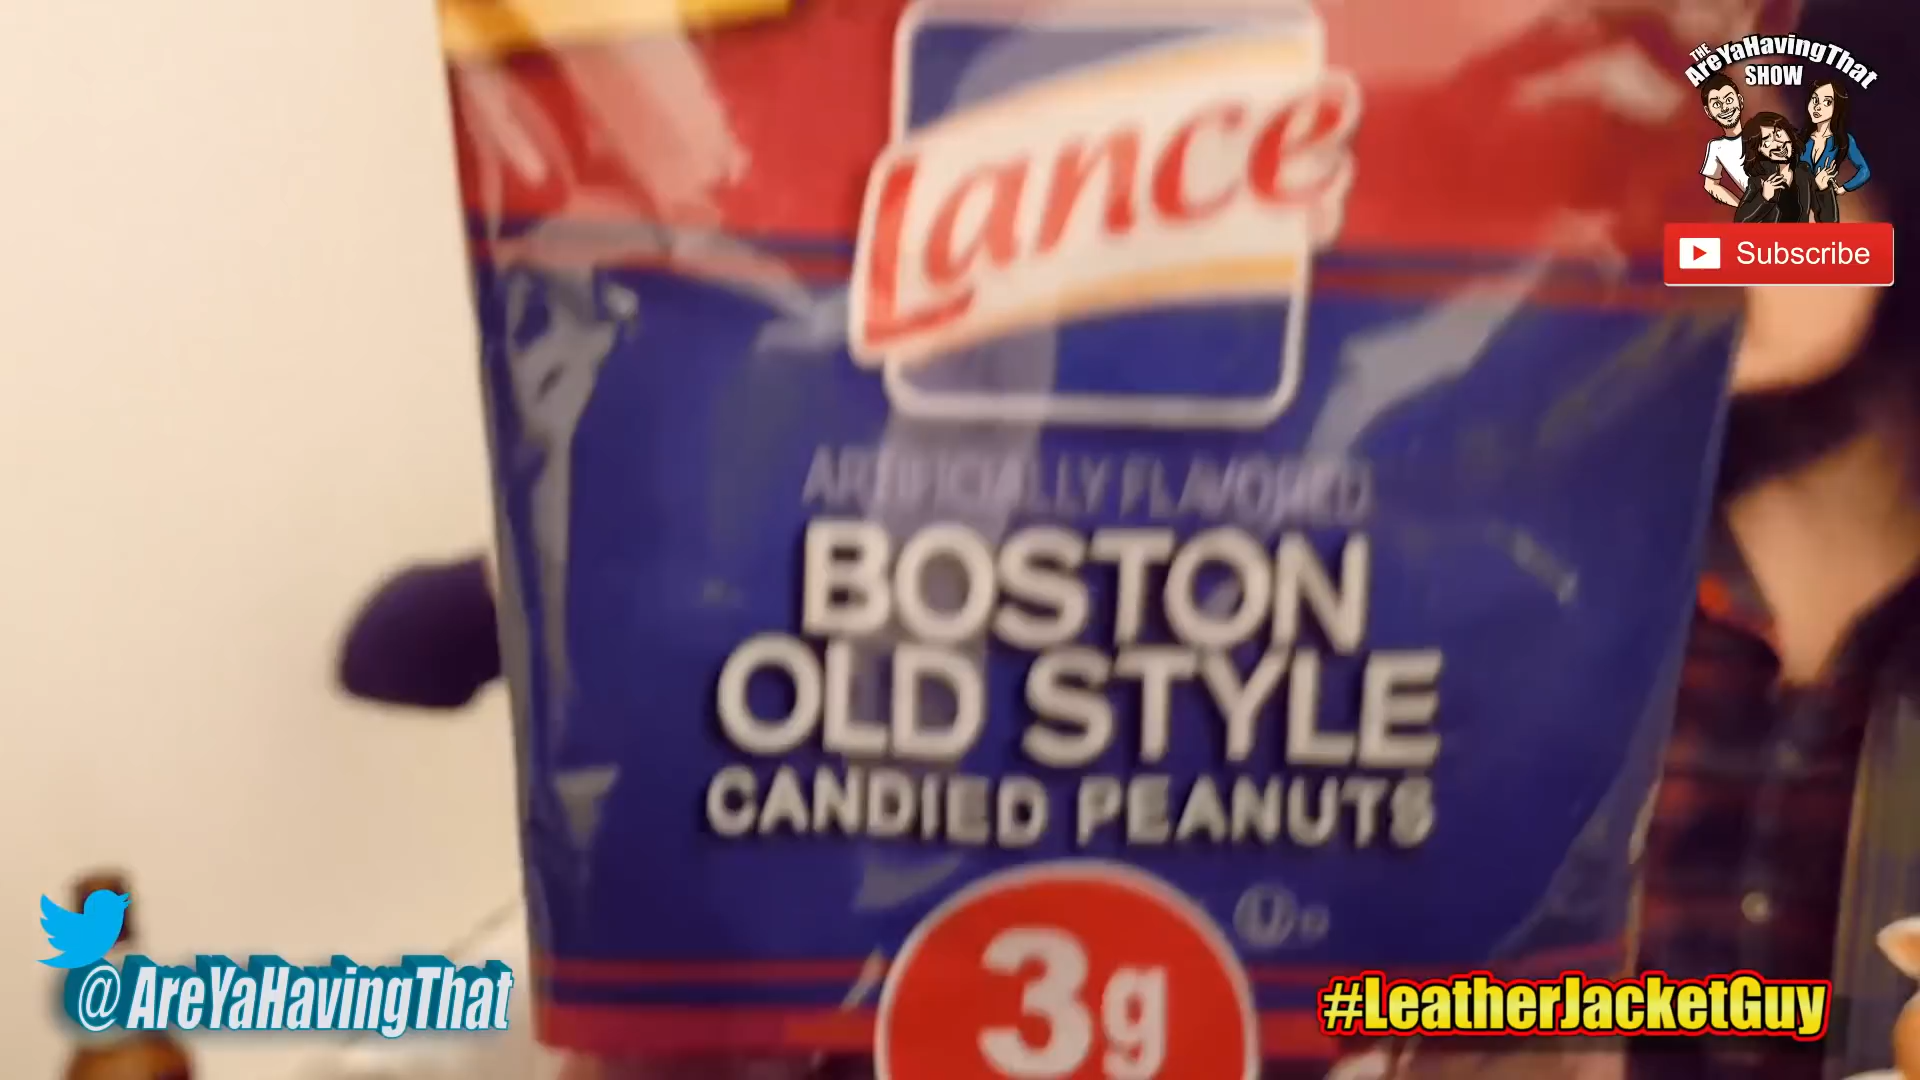 THE
AreYaHavingThat
SHOW
Subscribe
Lance
ARTIFICIALLY FLAVORED
BOSTON
OLD STYLE
CANDIED PEANUTS
3g
@AreYaHavingThat
#LeatherJacketGuy